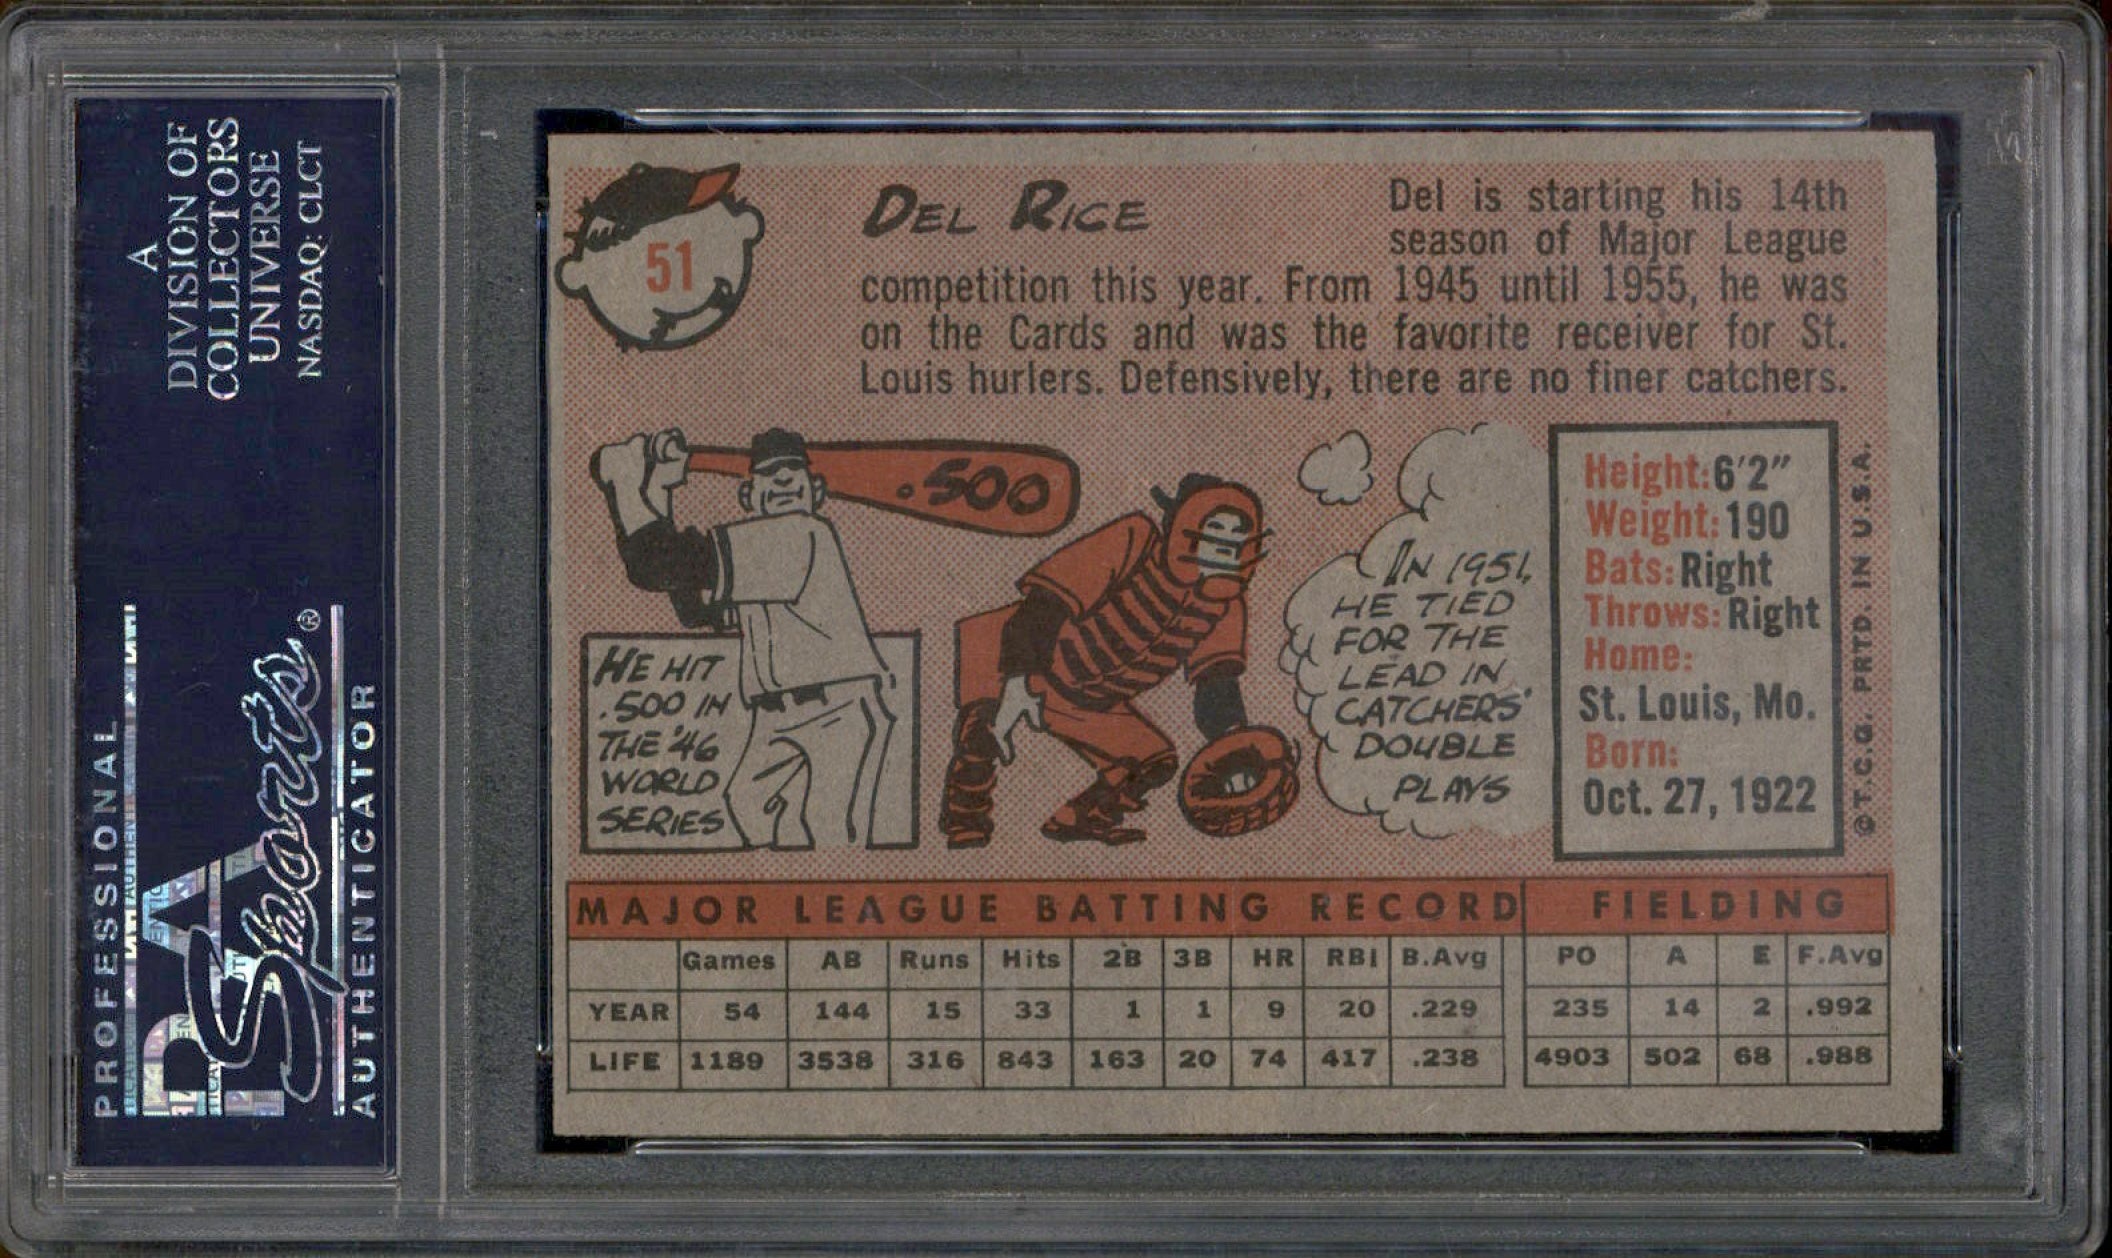 A
DIVISION OF
COLLECTORS
UNIVERSE
NASDAQ: CLCT
PROFESSIONAL
PSA
Sports®
AUTHENTICATOR
51
DEL RICE
Del is starting his 14th
season of Major League
competition this year. From 1945 until 1955, he was
on the Cards and was the favorite receiver for St.
Louis hurlers. Defensively, there are no finer catchers.
.500
HE HIT
.500 IN
THE '46
WORLD
SERIES
IN 1951,
HE TIED
FOR THE
LEAD IN
CATCHERS'
DOUBLE
PLAYS
Height: 6'2"
Weight: 190
Bats: Right
Throws: Right
Home:
St. Louis, Mo.
Born:
Oct. 27, 1922
©T.C.G. PRTD. IN U.S.A.
MAJOR LEAGUE BATTING RECORD FIELDING
Games AB Runs Hits 2B 3B HR RBI B.Avg PO A E F.Avg
YEAR 54 144 15 33 1 1 9 20 .229 235 14 2 .992
LIFE 1189 3538 316 843 163 20 74 417 .238 4903 502 68 .988